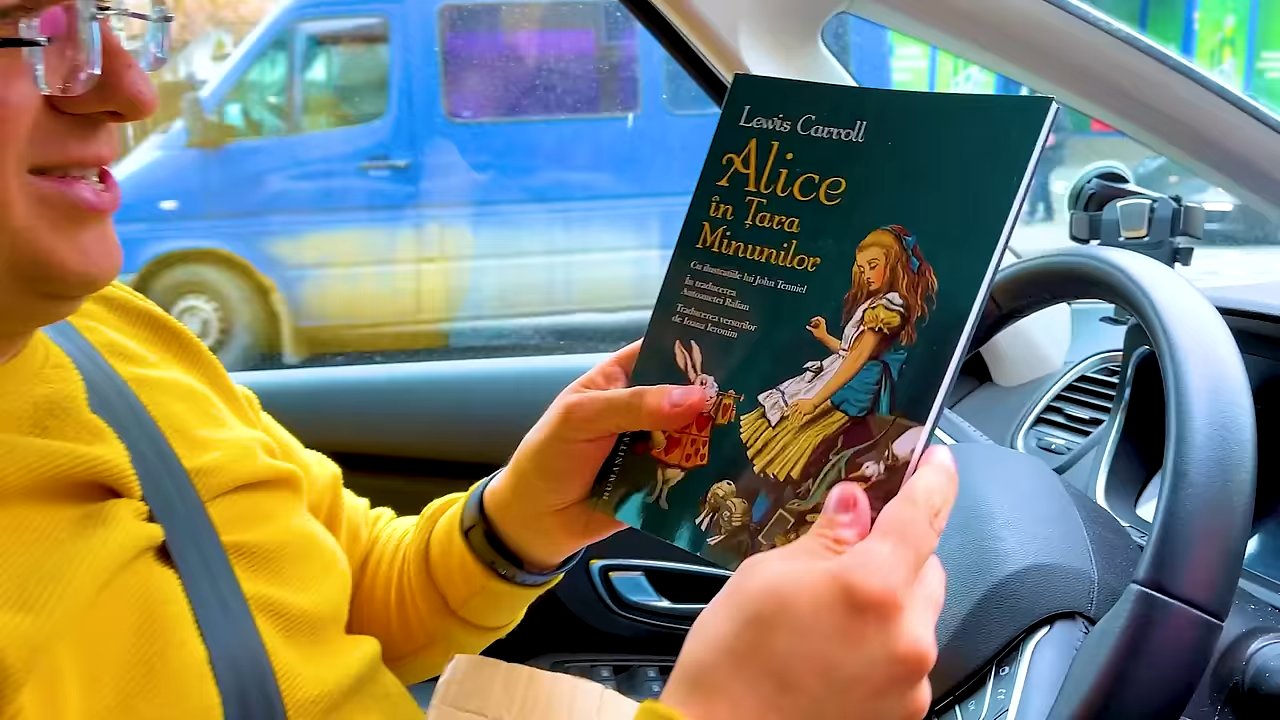 Lewis Carroll
Alice
în Țara
Minunilor
Cu ilustrațiile lui John Tenniel
În traducerea
Antoanetei Ralian
Traducerea versurilor
de Ioana Ieronim